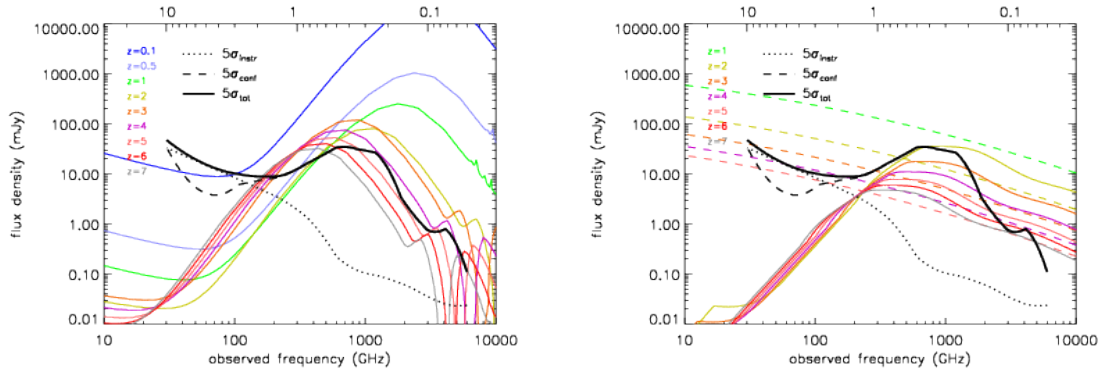 10 1 0.1
10000.00
1000.00
100.00
10.00
1.00
0.10
0.01
flux density (mJy)
z=0.1
z=0.5
z=1
z=2
z=3
z=4
z=5
z=6
z=7
5σinstr
5σconf
5σtot
10 100 1000 10000
observed frequency (GHz)
10 1 0.1
10000.00
1000.00
100.00
10.00
1.00
0.10
0.01
flux density (mJy)
z=1
z=2
z=3
z=4
z=5
z=6
z=7
5σinstr
5σconf
5σtot
10 100 1000 10000
observed frequency (GHz)